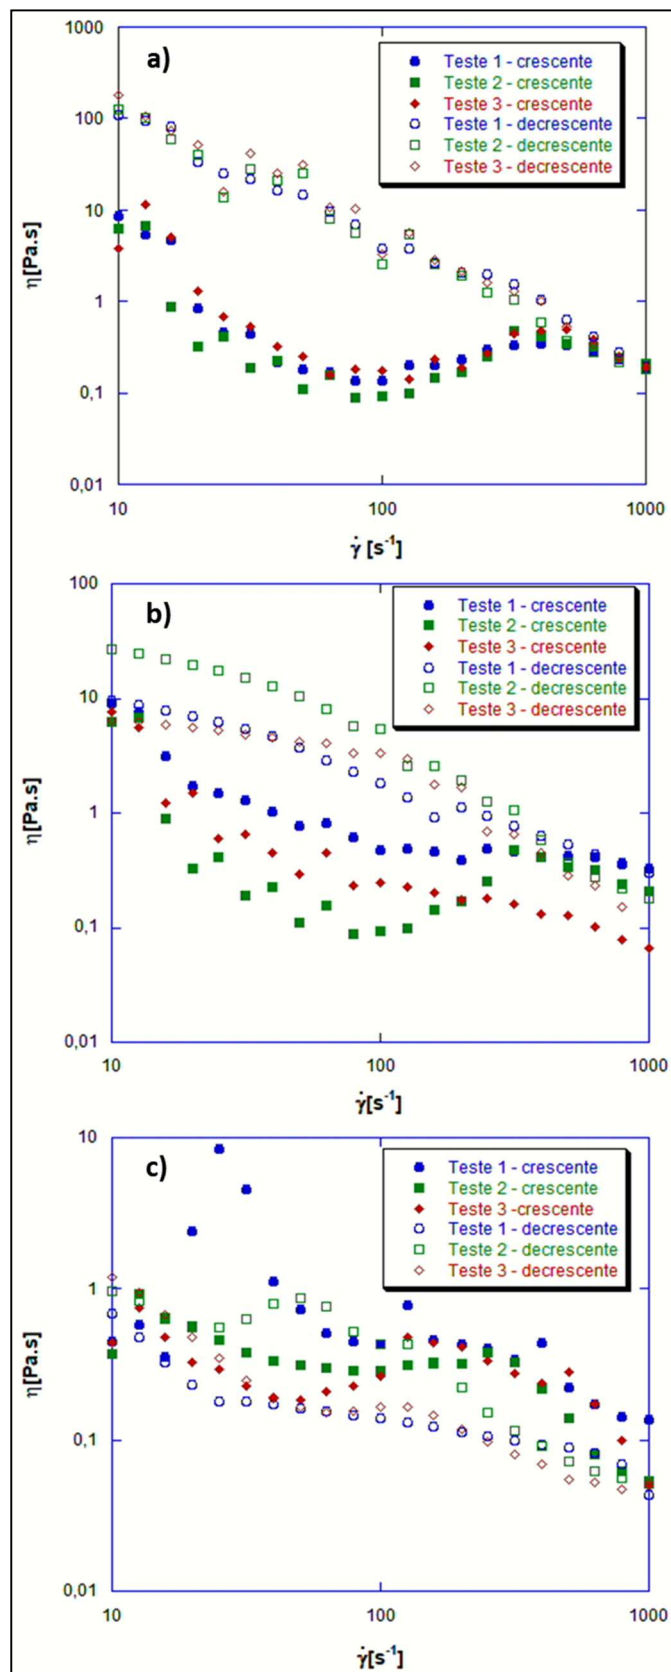 a)
Teste 1 - crescente
Teste 2 - crescente
Teste 3 - crescente
Teste 1 - decrescente
Teste 2 - decrescente
Teste 3 - decrescente
1000
100
10
1
0,1
0,01
η[Pa.s]
10
100
1000
γ̇ [s⁻¹]
b)
Teste 1 - crescente
Teste 2 - crescente
Teste 3 - crescente
Teste 1 - decrescente
Teste 2 - decrescente
Teste 3 - decrescente
100
10
1
0,1
0,01
η[Pa.s]
10
100
1000
γ̇[s⁻¹]
c)
Teste 1 - crescente
Teste 2 - crescente
Teste 3 -crescente
Teste 1 - decrescente
Teste 2 - decrescente
Teste 3 - decrescente
10
1
0,1
0,01
η[Pa.s]
10
100
1000
γ̇[s⁻¹]